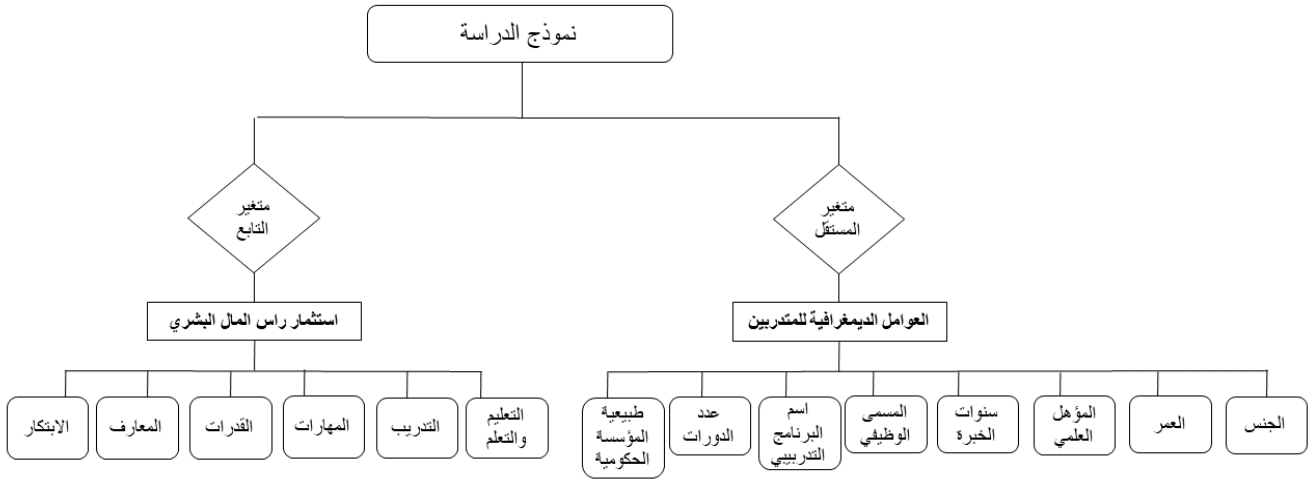 نموذج الدراسة
متغير
المستقل
متغير
التابع
العوامل الديمغرافية للمتدربين
استثمار راس المال البشري
الجنس
العمر
المؤهل
العلمي
سنوات
الخبرة
المسمى
الوظيفي
اسم
البرنامج
التدريبي
عدد
الدورات
طبيعية
المؤسسة
الحكومية
التعليم
والتعلم
التدريب
المهارات
القدرات
المعارف
الابتكار